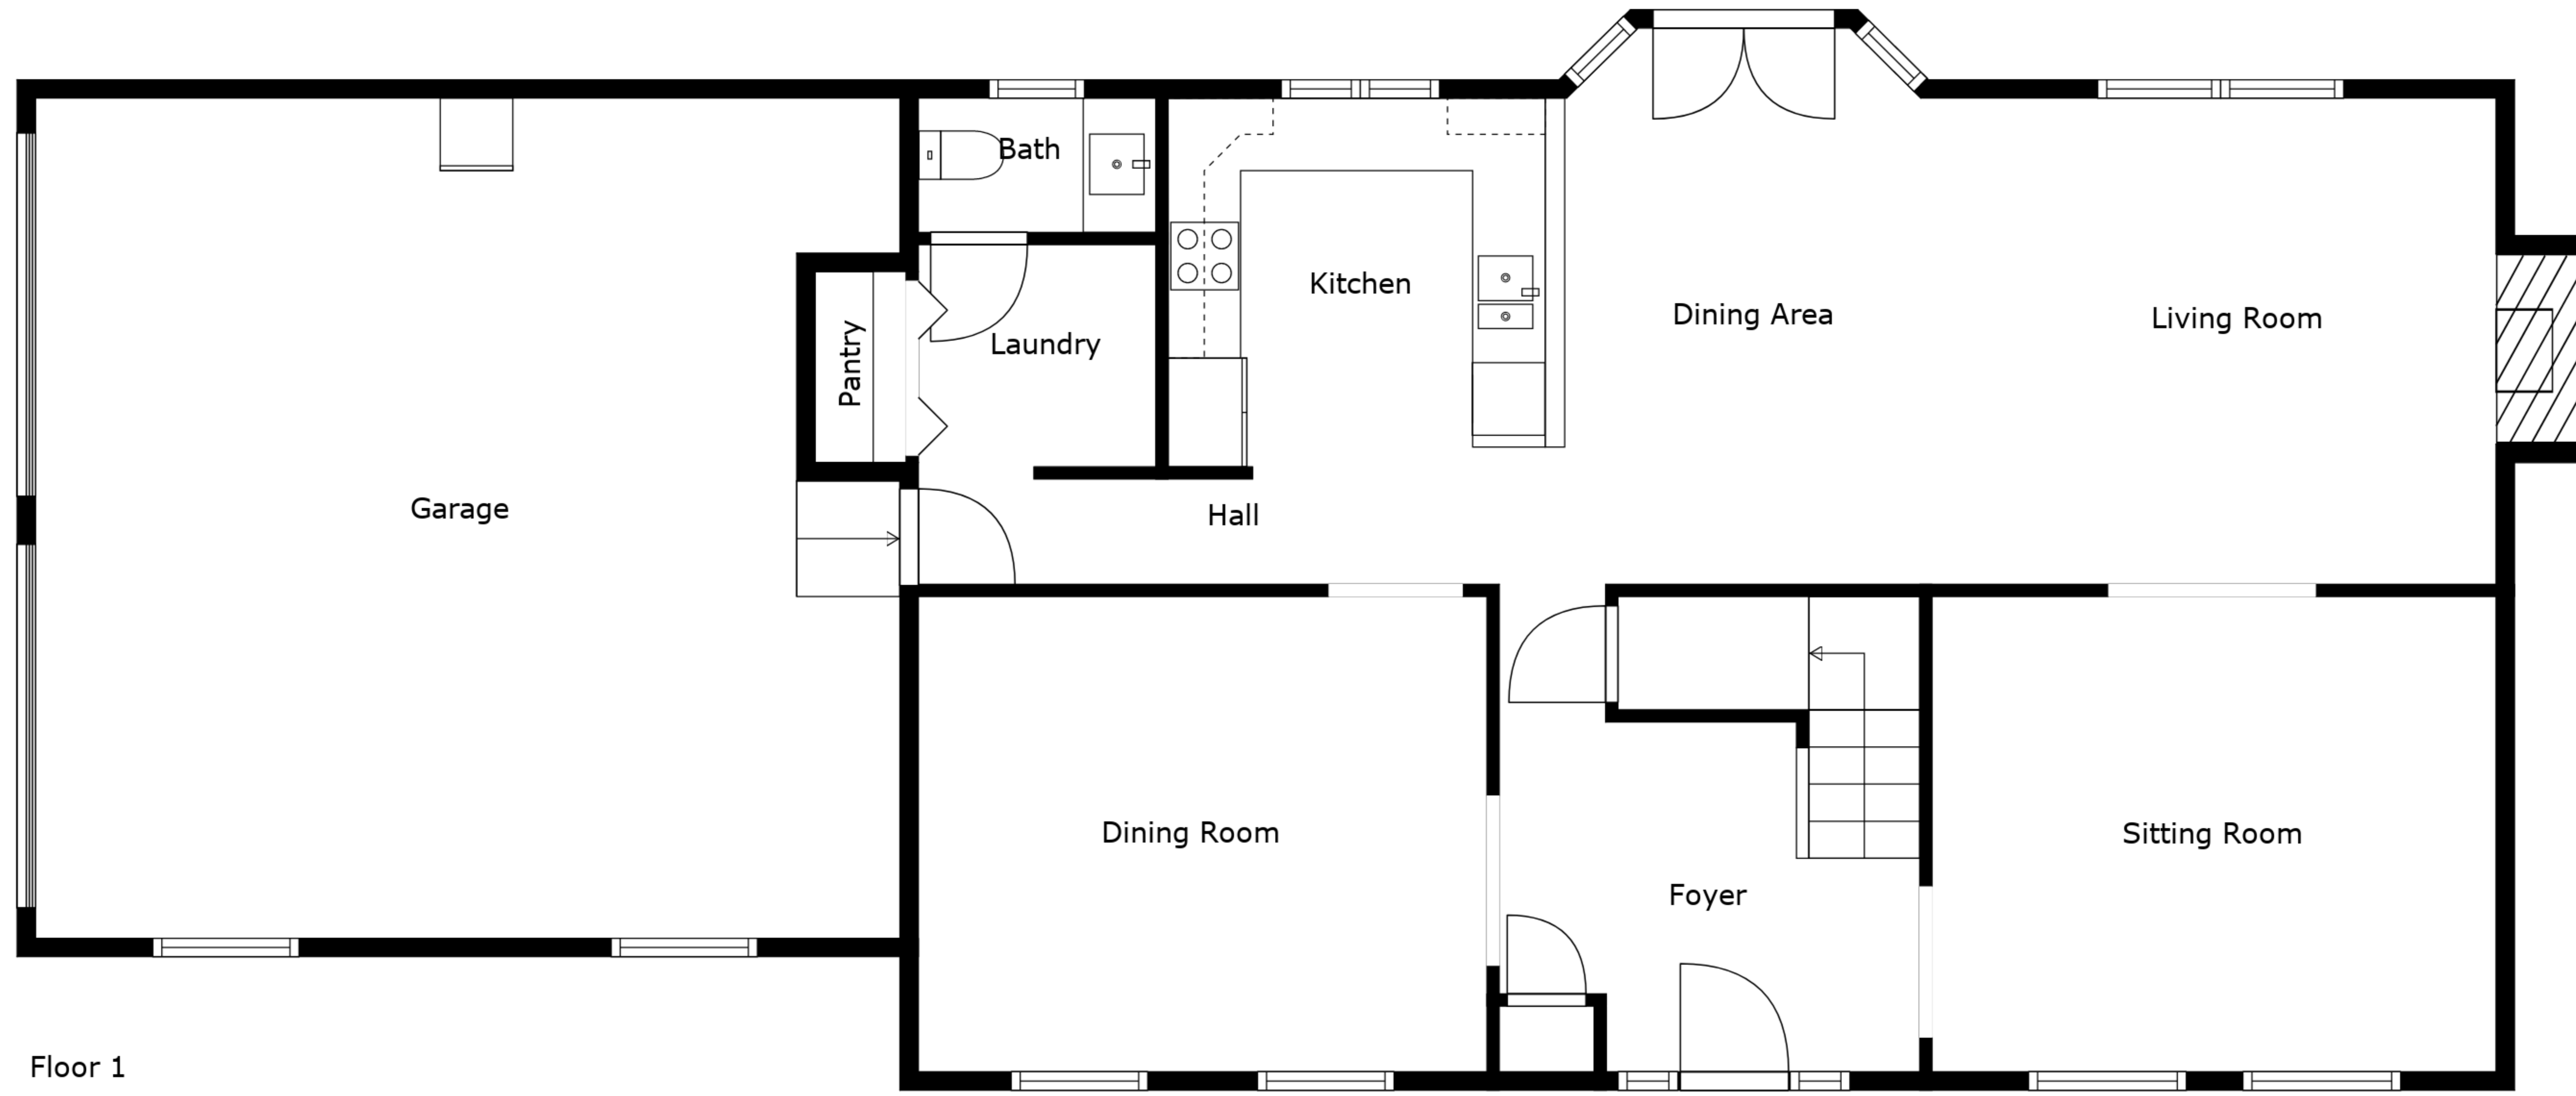 Bath
Kitchen
Dining Area
Living Room
Laundry
Pantry
Garage
Hall
Dining Room
Sitting Room
Foyer
Floor 1